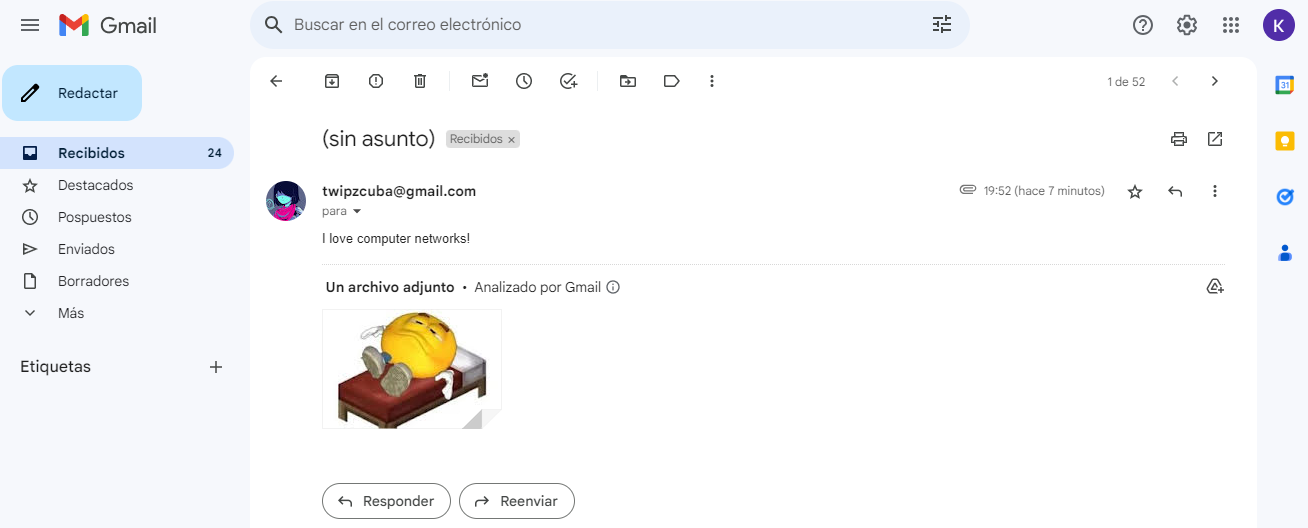 Gmail
Buscar en el correo electrónico
K
Redactar
1 de 52
31
Recibidos 24
Destacados
Pospuestos
Enviados
Borradores
Más
Etiquetas
(sin asunto) Recibidos ×
twipzcuba@gmail.com 19:52 (hace 7 minutos)
para
I love computer networks!
Un archivo adjunto • Analizado por Gmail
Responder Reenviar